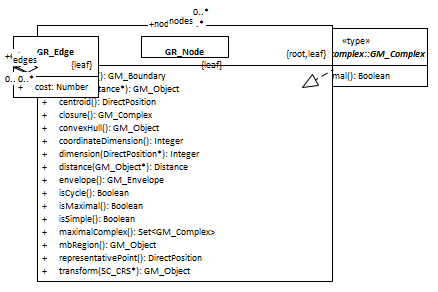 0..*
+nodes
nodes
.*
GR_Edge
GR_Node
«type»
complex::GM_Complex
edges
{leaf}
{leaf}
{root,leaf}
0..
0..*
+ cost: Number
(): GM_Boundary
mal(): Boolean
tance*): GM_Object
+ centroid(): DirectPosition
+ closure(): GM_Complex
+ convexHull(): GM_Object
+ coordinateDimension(): Integer
+ dimension(DirectPosition*): Integer
+ distance(GM_Object*): Distance
+ envelope(): GM_Envelope
+ isCycle(): Boolean
+ isMaximal(): Boolean
+ isSimple(): Boolean
+ maximalComplex(): Set<GM_Complex>
+ mbRegion(): GM_Object
+ representativePoint(): DirectPosition
+ transform(SC_CRS*): GM_Object